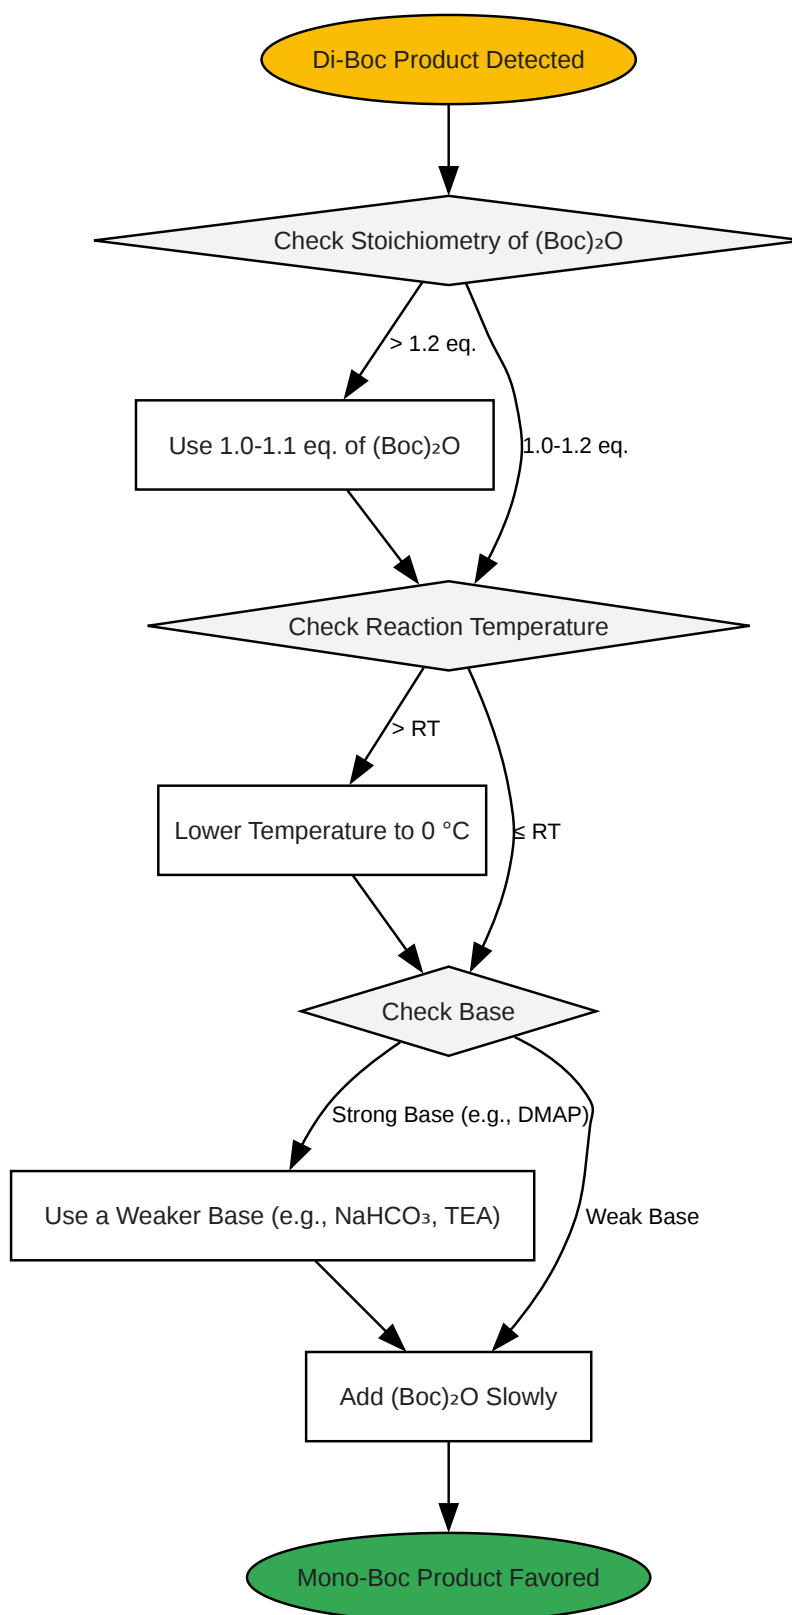 Di-Boc Product Detected
Check Stoichiometry of (Boc)₂O
> 1.2 eq.
Use 1.0-1.1 eq. of (Boc)₂O
1.0-1.2 eq.
Check Reaction Temperature
> RT
Lower Temperature to 0 °C
≤ RT
Check Base
Strong Base (e.g., DMAP)
Use a Weaker Base (e.g., NaHCO₃, TEA)
Weak Base
Add (Boc)₂O Slowly
Mono-Boc Product Favored